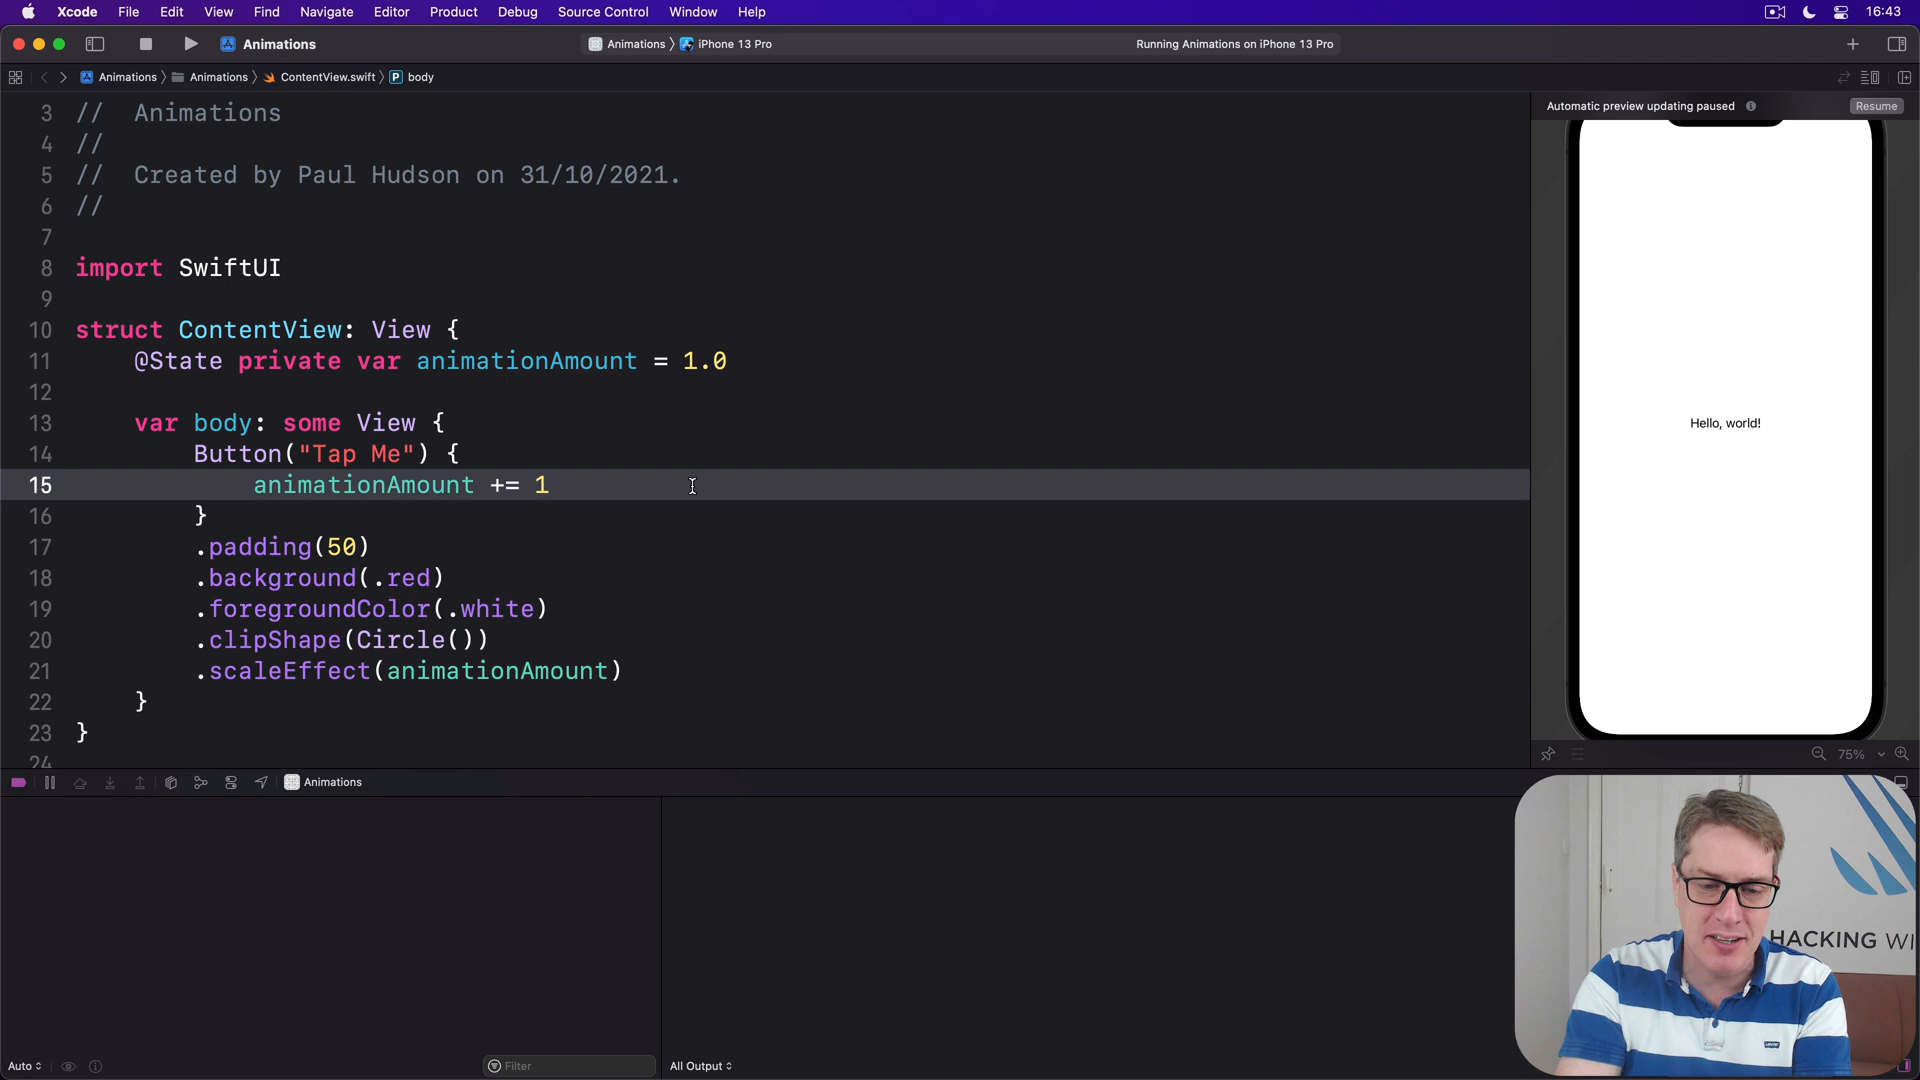 Xcode File Edit View Find Navigate Editor Product Debug Source Control Window Help 16:43
Animations Animations iPhone 13 Pro Running Animations on iPhone 13 Pro
Animations Animations ContentView.swift body
Automatic preview updating paused Resume
3 // Animations
4 //
5 // Created by Paul Hudson on 31/10/2021.
6 //
7
8 import SwiftUI
9
10 struct ContentView: View {
11 @State private var animationAmount = 1.0
12
13 var body: some View {
14 Button("Tap Me") {
15 animationAmount += 1
16 }
17 .padding(50)
18 .background(.red)
19 .foregroundColor(.white)
20 .clipShape(Circle())
21 .scaleEffect(animationAmount)
22 }
23 }
24
Hello, world!
75%
Animations
HACKING WI
Auto Filter All Output